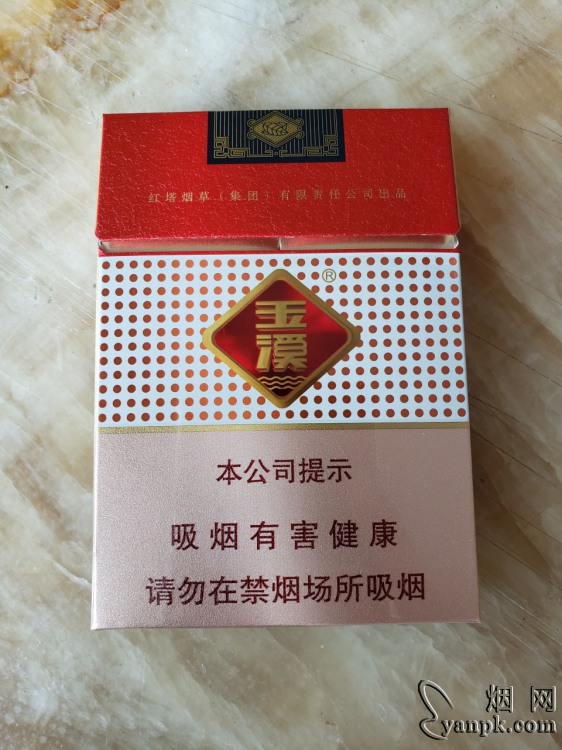 红塔烟草（集团）有限责任公司出品
®
玉
溪
本公司提示
吸烟有害健康
请勿在禁烟场所吸烟
烟网
yanpk.com